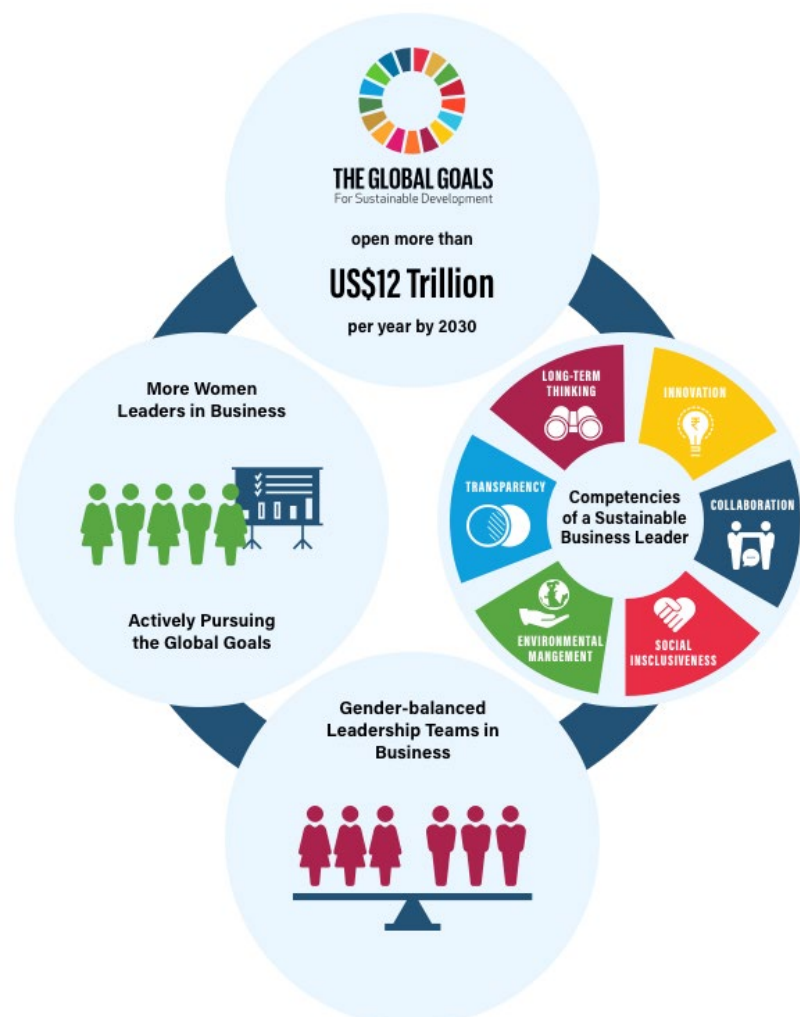 THE GLOBAL GOALS
For Sustainable Development
open more than
US$12 Trillion
per year by 2030
More Women
Leaders in Business
Actively Pursuing
the Global Goals
LONG-TERM
THINKING
INNOVATION
₹
TRANSPARENCY
Competencies
of a Sustainable
Business Leader
COLLABORATION
ENVIRONMENTAL
MANGEMENT
SOCIAL
INSCLUSIVENESS
Gender-balanced
Leadership Teams in
Business